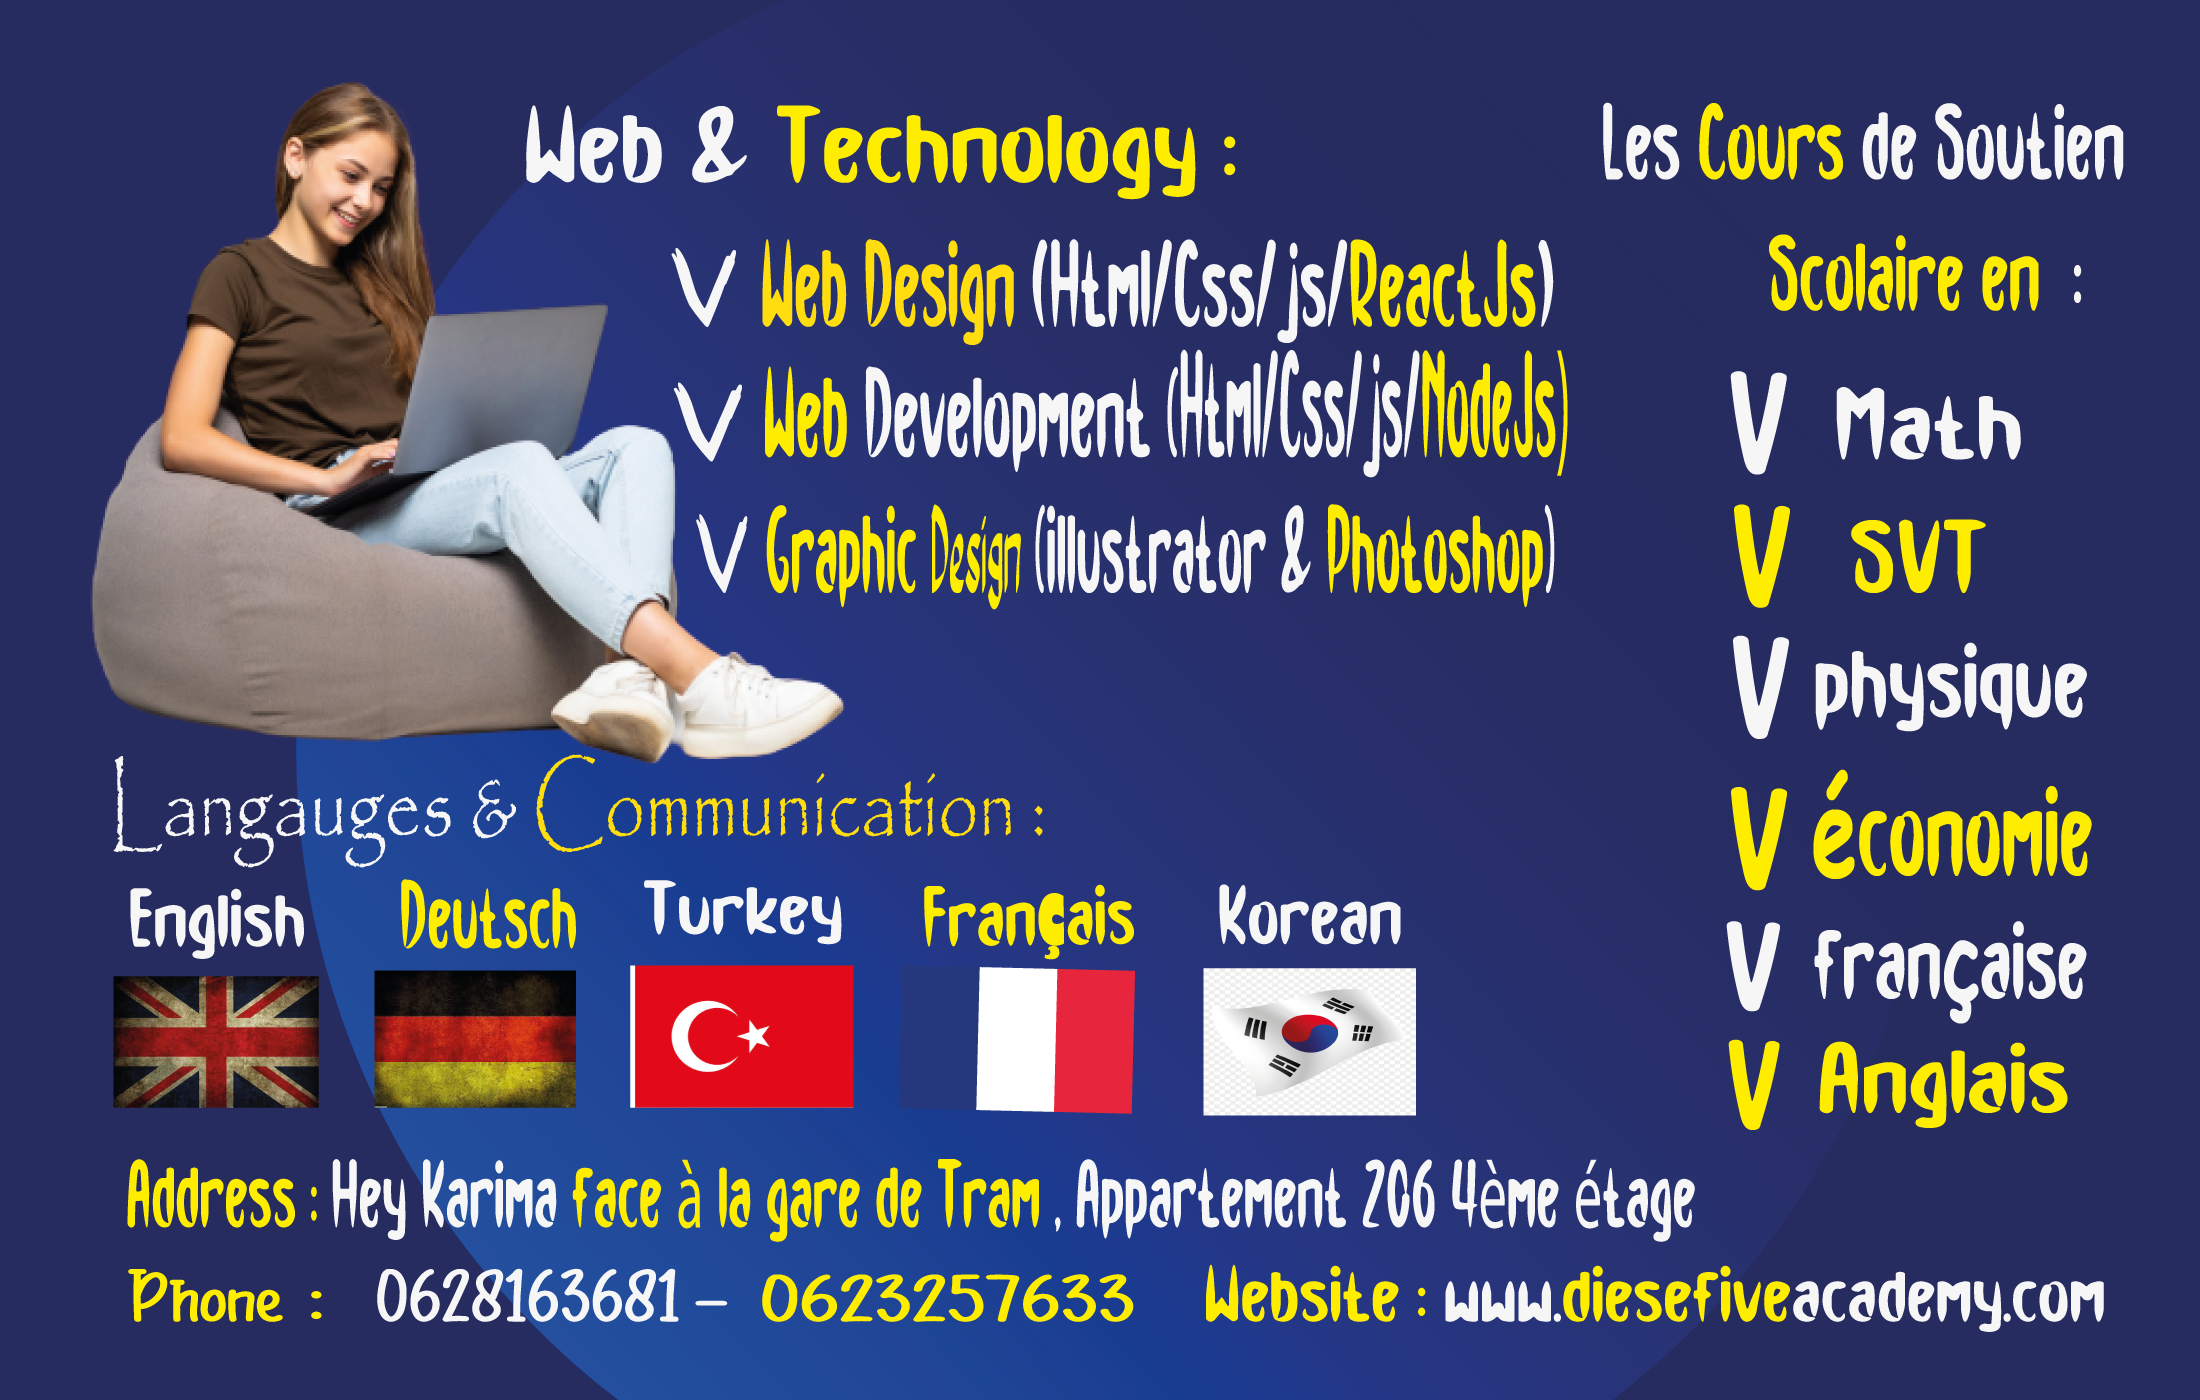 Web & Technology :
V Web Design (Html/Css/js/ReactJs)
V Web Development (Html/Css/js/NodeJs)
V Graphic Design (illustrator & Photoshop)
Les Cours de Soutien
Scolaire en :
V Math
V SVT
V physique
V économie
V française
V Anglais
Langauges & Communication :
English Deutsch Turkey Français Korean
Address : Hey Karima face à la gare de Tram , Appartement 206 4ème étage
Phone : 0628163681 – 0623257633 Website : www.diesefiveacademy.com